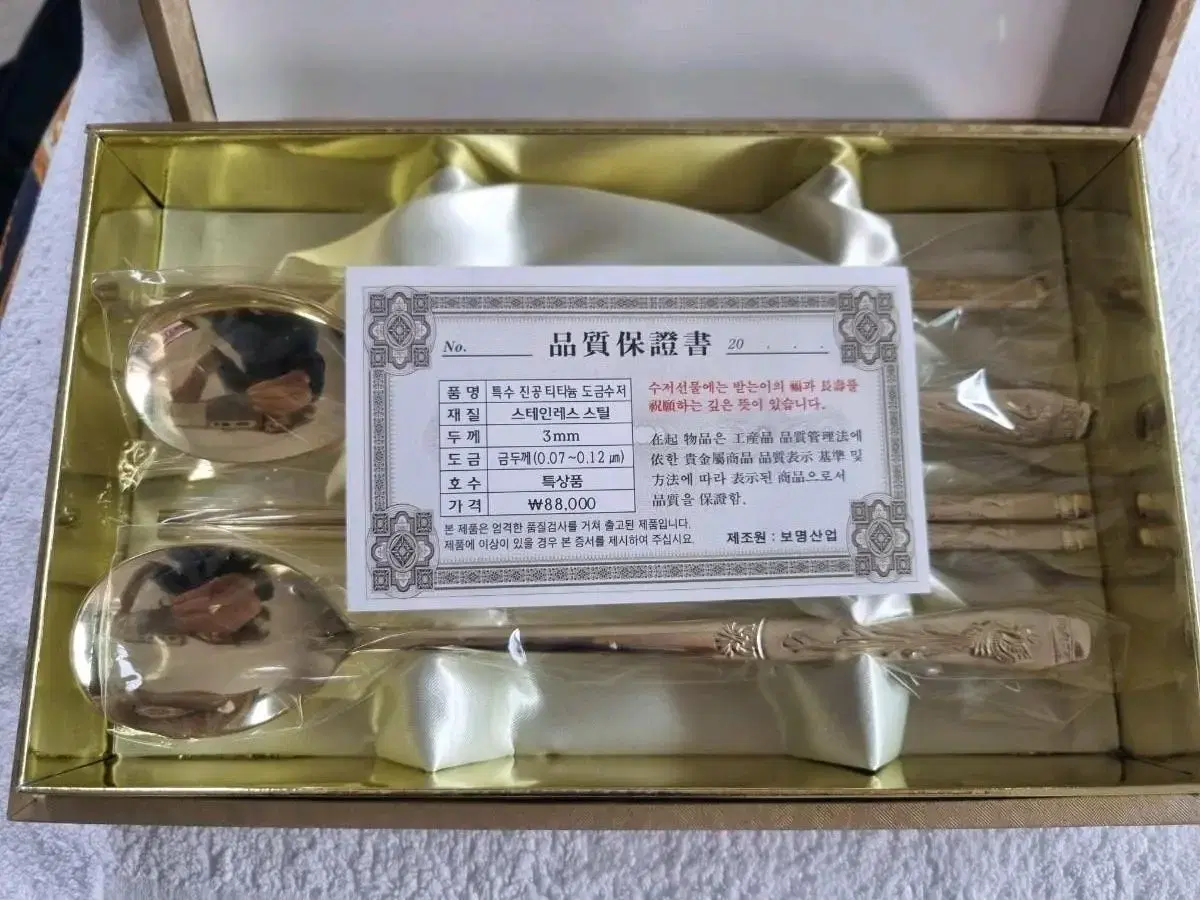 No. 品質保證書 20 . . .
품 명 특수 진공 티타늄 도금수저
재 질 스테인레스 스틸
두 께 3mm
도 금 금두께(0.07~0.12㎛)
호 수 특상품
가 격 ₩88,000
본 제품은 엄격한 품질검사를 거쳐 출고된 제품입니다.
제품에 이상이 있을 경우 본 증서를 제시하여 주십시요.
수저선물에는 받는이의 福과 長壽를
祝願하는 깊은 뜻이 있습니다.
在起 物品은 工産品 品質管理法에
依한 貴金屬商品 品質表示 基準 및
方法에 따라 表示된 商品으로서
品質을 保證함.
제조원 : 보명산업